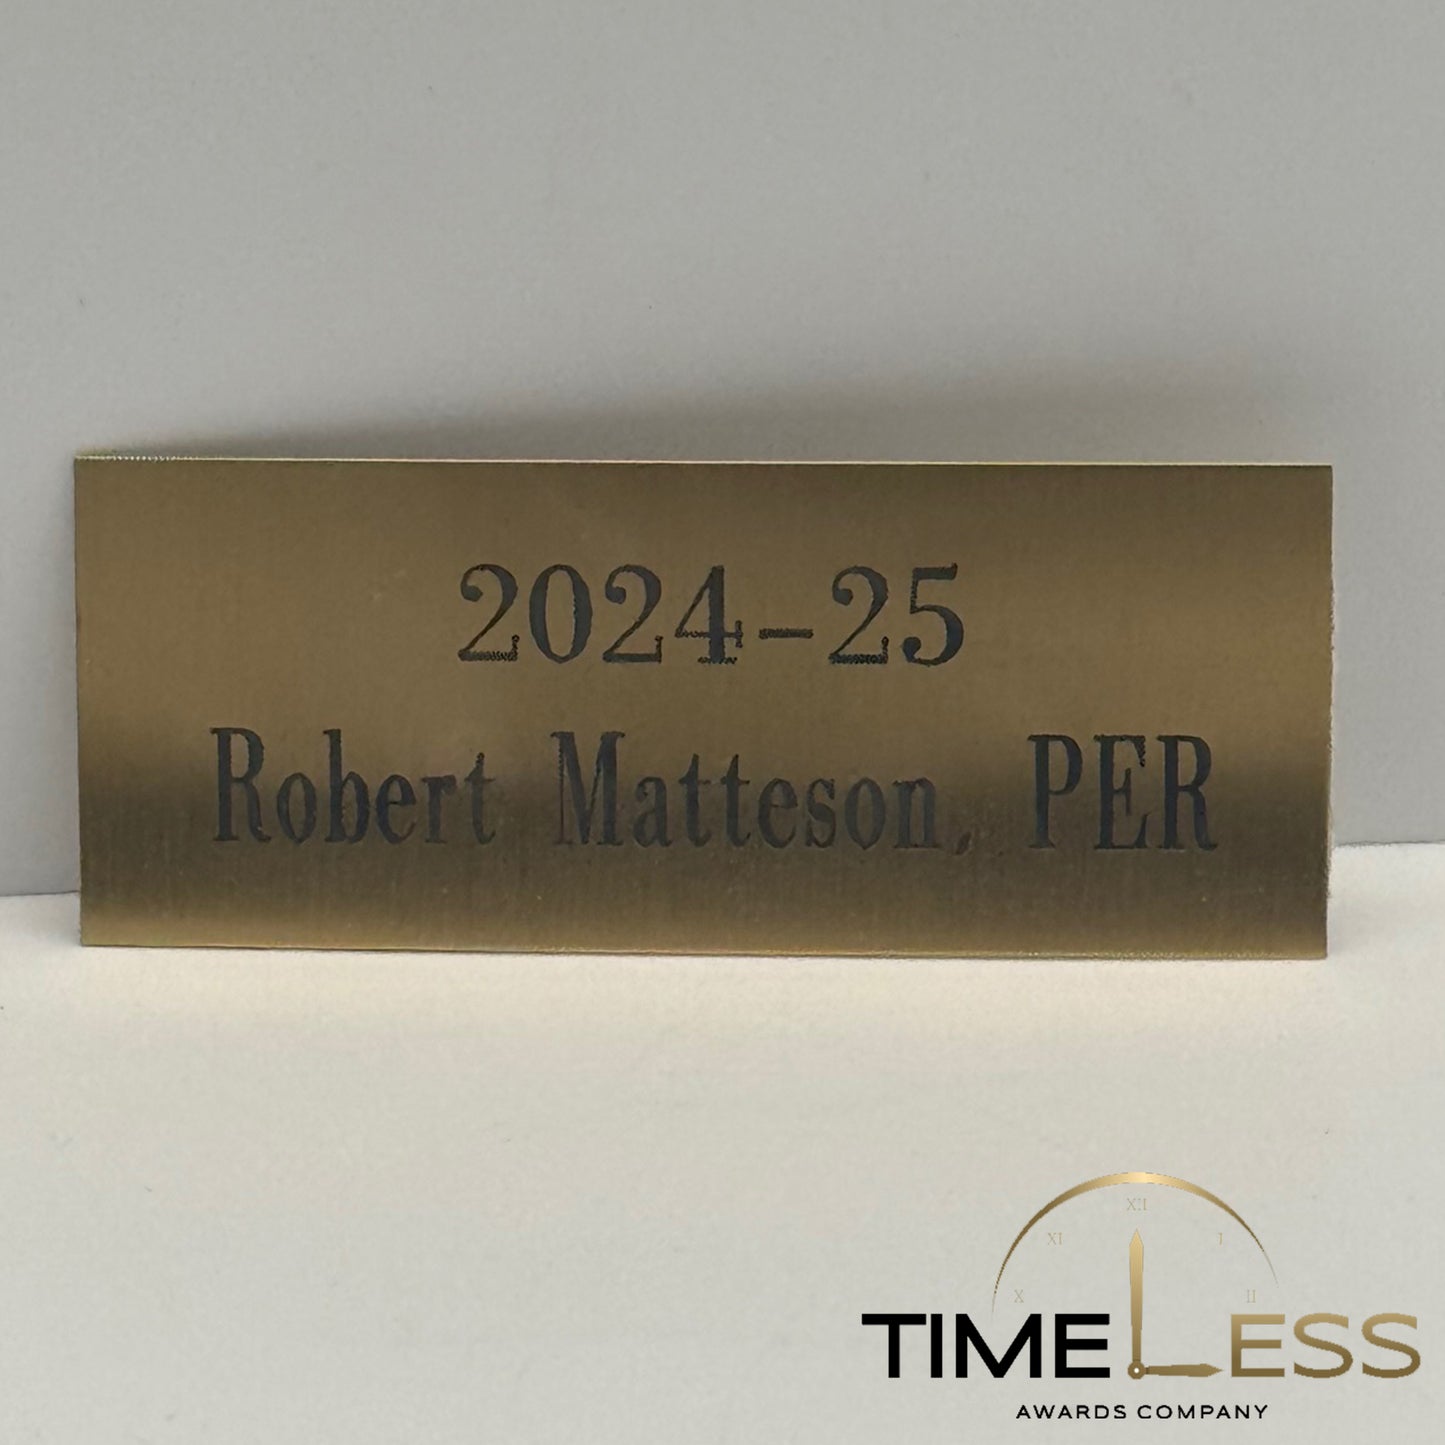 2024-25
Robert Matteson, PER
XII
XI
I
X
II
TIMELESS
AWARDS COMPANY